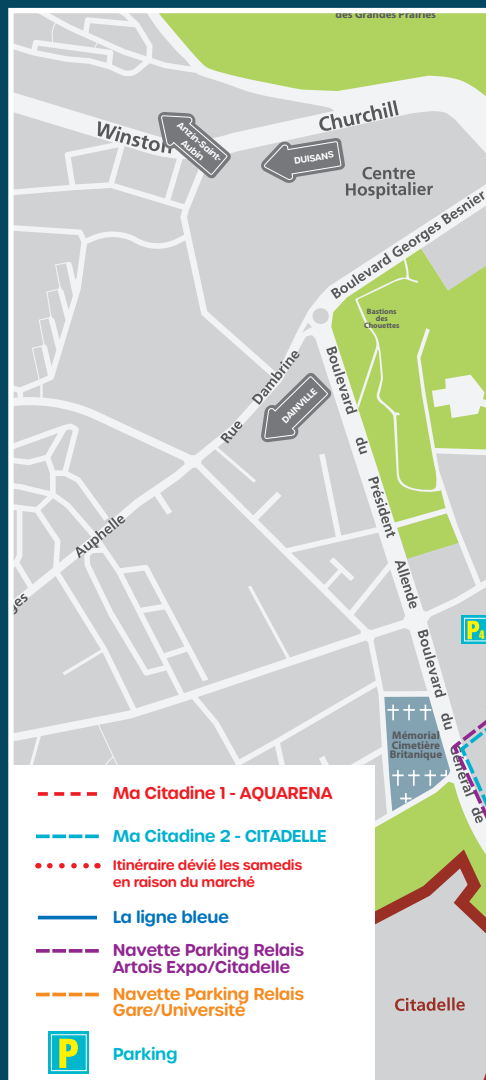 des Grandes Prairies
Winston
Churchill
Anzin-Saint-
Aubin
DUISANS
Centre
Hospitalier
Boulevard Georges Besnier
Bastions
des
Chouettes
Rue Dambrine
DAINVILLE
Boulevard du Président Allende
Auphelle
ges
P4
Boulevard du Général de
Mémorial
Cimetière
Britanique
Ma Citadine 1 - AQUARENA
Ma Citadine 2 - CITADELLE
Itinéraire dévié les samedis
en raison du marché
La ligne bleue
Navette Parking Relais
Artois Expo/Citadelle
Navette Parking Relais
Gare/Université
P
Parking
Citadelle